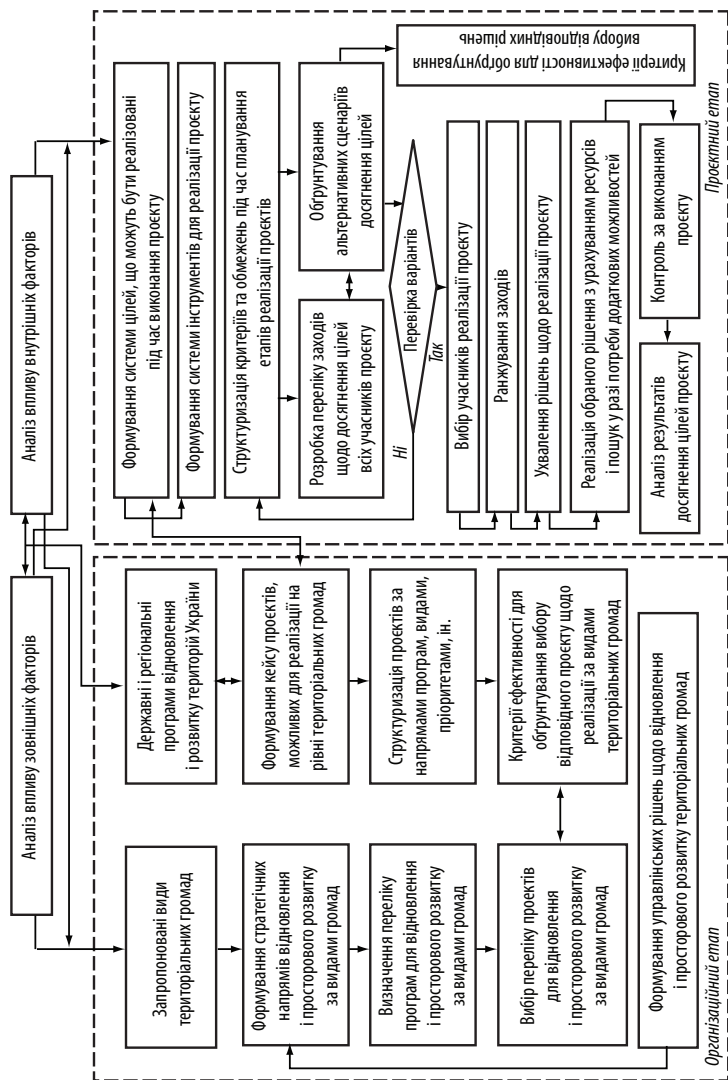 Аналіз впливу зовнішніх факторів
Аналіз впливу внутрішніх факторів
Запропоновані види
територіальних громад
Формування стратегічних
напрямів відновлення
і просторового розвитку
за видами громад
Визначення переліку
програм для відновлення
і просторового розвитку
за видами громад
Вибір переліку проектів
для відновлення
і просторового розвитку
за видами громад
Державні і регіональні
програми відновлення
і розвитку територій України
Формування кейсу проєктів,
можливих для реалізації на
рівні територіальних громад
Структуризація проєктів за
напрямами програм, видами,
пріоритетами, ін.
Критерії ефективності для
обґрунтування вибору
відповідного проєкту щодо
реалізації за видами
територіальних громад
Формування управлінських рішень щодо відновлення
і просторового розвитку територіальних громад
Організаційний етап
Формування системи цілей, що можуть бути реалізовані
під час виконання проєкту
Формування системи інструментів для реалізації проєкту
Структуризація критеріїв та обмежень під час планування
етапів реалізації проєктів
Розробка переліку заходів
щодо досягнення цілей
всіх учасників проєкту
Обґрунтування
альтернативних сценаріїв
досягнення цілей
Критерії ефективності для обґрунтування
вибору відповідних рішень
Перевірка варіантів
Ні
Так
Вибір учасників реалізації проєкту
Ранжування заходів
Ухвалення рішень щодо реалізації проєкту
Реалізація обраного рішення з урахуванням ресурсів
і пошук у разі потреби додаткових можливостей
Аналіз результатів
досягнення цілей проєкту
Контроль за виконанням
проєкту
Проєктний етап